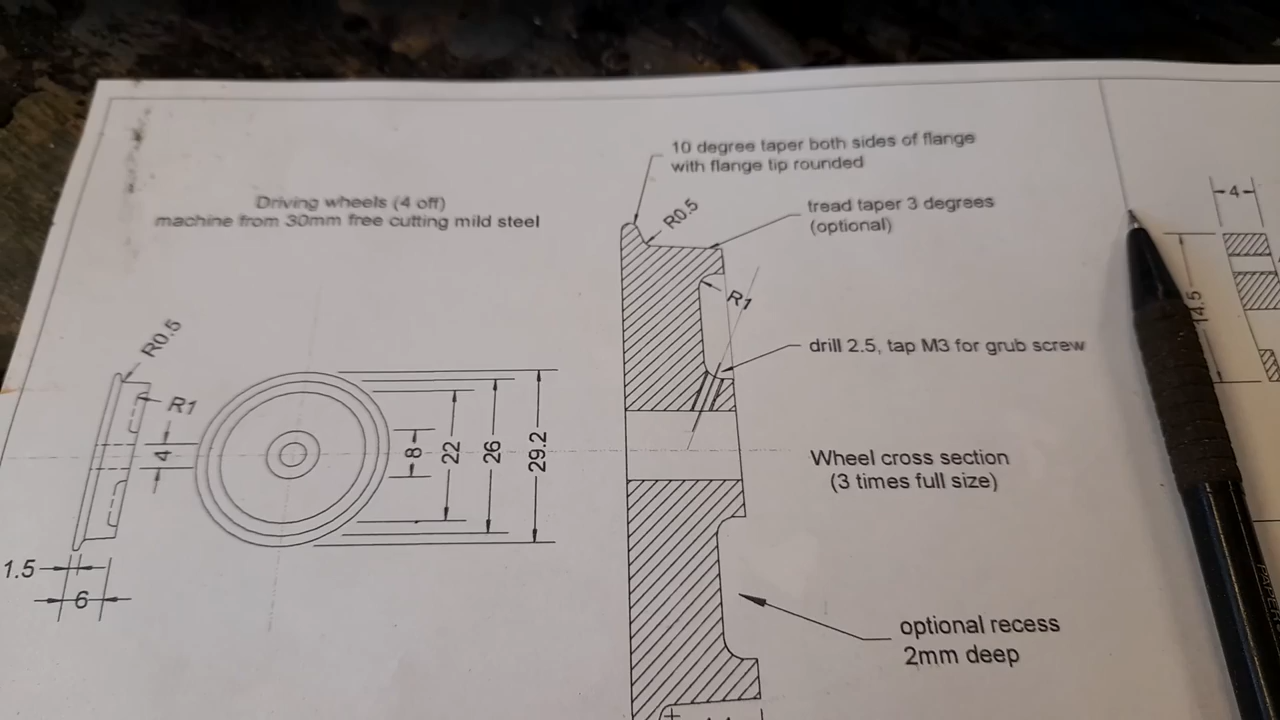 10 degree taper both sides of flange
with flange tip rounded
Driving wheels (4 off)
machine from 30mm free cutting mild steel
R0.5
tread taper 3 degrees
(optional)
4
R1
14.5
drill 2.5, tap M3 for grub screw
R0.5
R1
4
8
22
26
29.2
Wheel cross section
(3 times full size)
1.5
6
optional recess
2mm deep